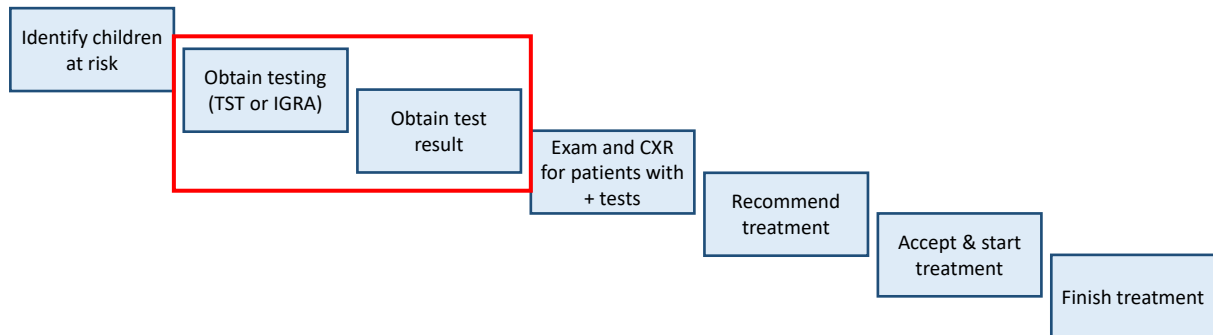 Identify children
at risk
Obtain testing
(TST or IGRA)
Obtain test
result
Exam and CXR
for patients with
+ tests
Recommend
treatment
Accept & start
treatment
Finish treatment